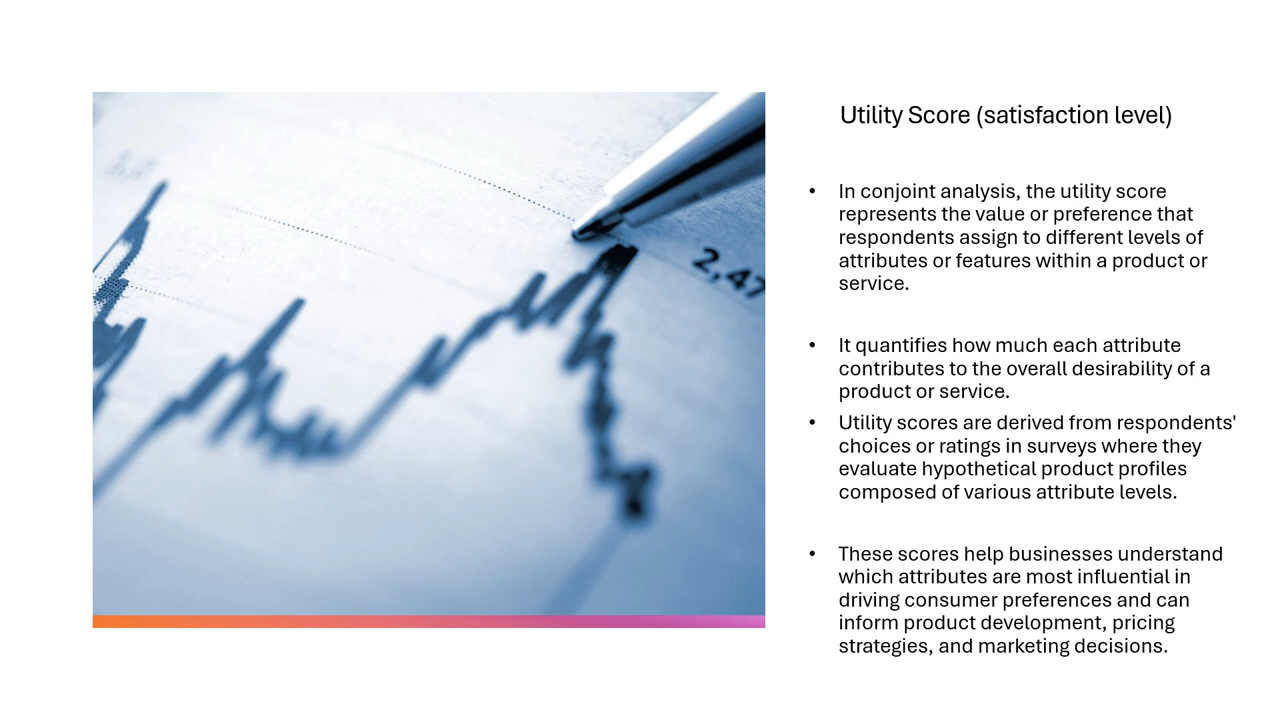 Utility Score (satisfaction level)
• In conjoint analysis, the utility score
represents the value or preference that
respondents assign to different levels of
attributes or features within a product or
service.
• It quantifies how much each attribute
contributes to the overall desirability of a
product or service.
• Utility scores are derived from respondents'
choices or ratings in surveys where they
evaluate hypothetical product profiles
composed of various attribute levels.
• These scores help businesses understand
which attributes are most influential in
driving consumer preferences and can
inform product development, pricing
strategies, and marketing decisions.
2,47